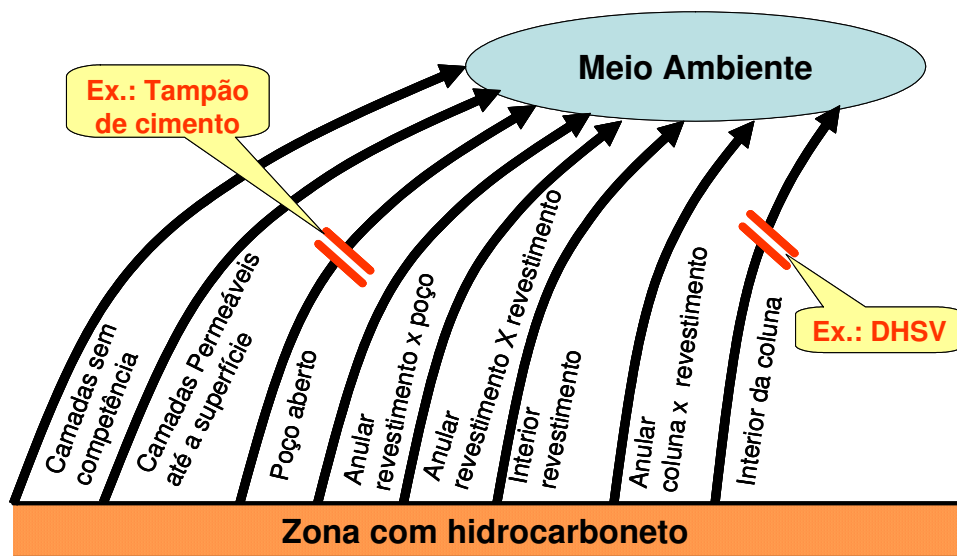 Meio Ambiente
Ex.: Tampão
de cimento
Camadas sem
competência
Camadas Permeáveis
até a superfície
Poço aberto
Anular
revestimento x poço
Anular
revestimento X revestimento
Interior
revestimento
Anular
coluna x revestimento
Interior da coluna
Ex.: DHSV
Zona com hidrocarboneto